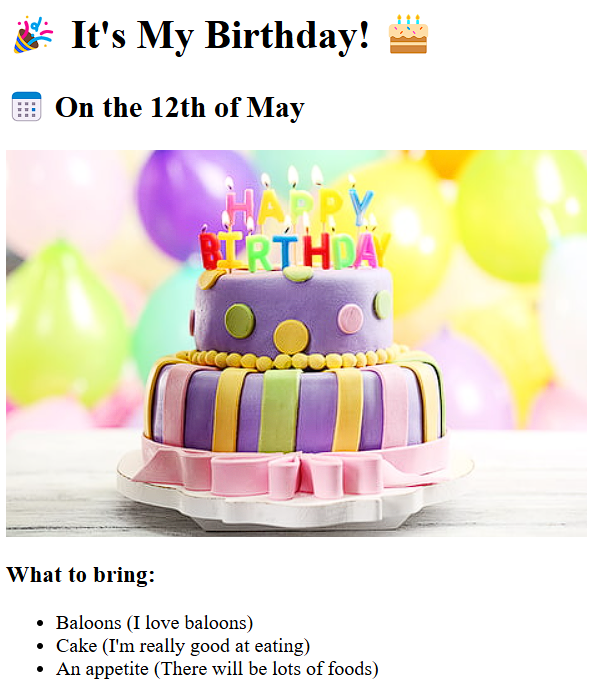 🎉 It's My Birthday! 🎂
📅 On the 12th of May
HAPPY
BIRTHDAY
What to bring:
• Baloons (I love baloons)
• Cake (I'm really good at eating)
• An appetite (There will be lots of foods)